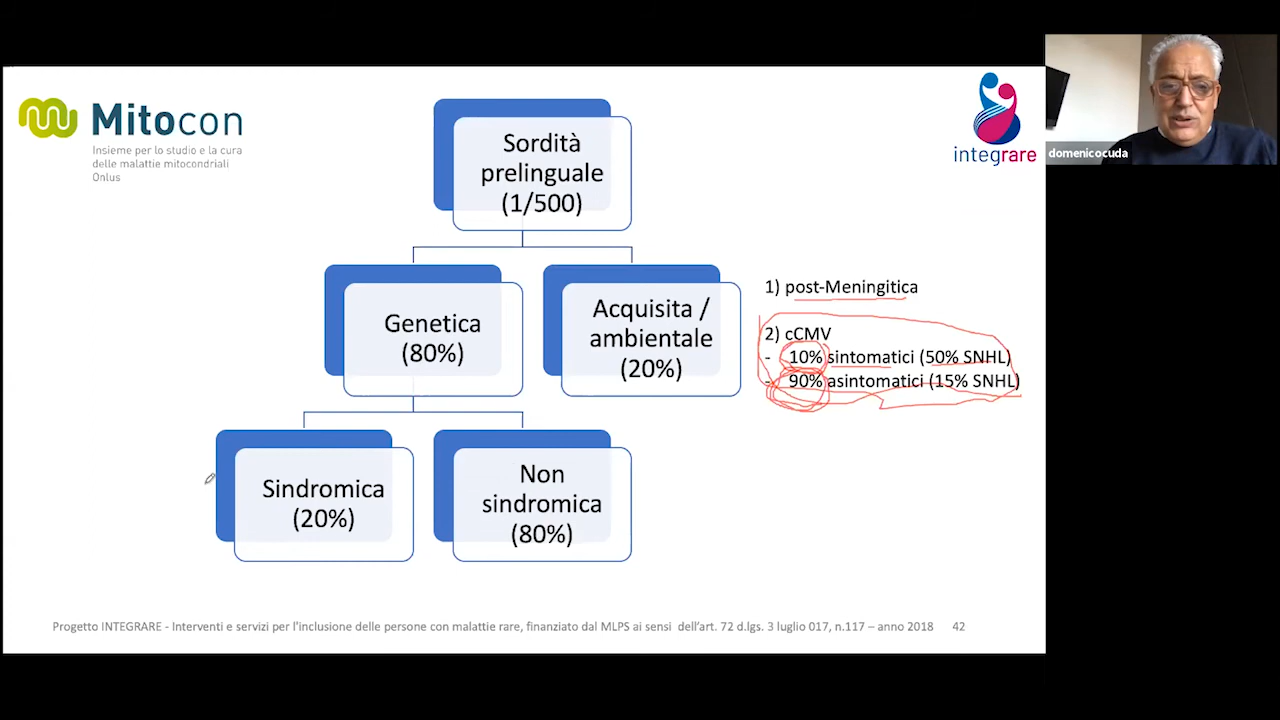 Mitocon
Insieme per lo studio e la cura
delle malattie mitocondriali
Onlus
integrare
domenicocuda
Sordità
prelinguale
(1/500)
Genetica
(80%)
Acquisita /
ambientale
(20%)
1) post-Meningitica
2) cCMV
- 10% sintomatici (50% SNHL)
- 90% asintomatici (15% SNHL)
Sindromica
(20%)
Non
sindromica
(80%)
Progetto INTEGRARE - Interventi e servizi per l'inclusione delle persone con malattie rare, finanziato dal MLPS ai sensi dell'art. 72 d.lgs. 3 luglio 017, n.117 – anno 2018 42